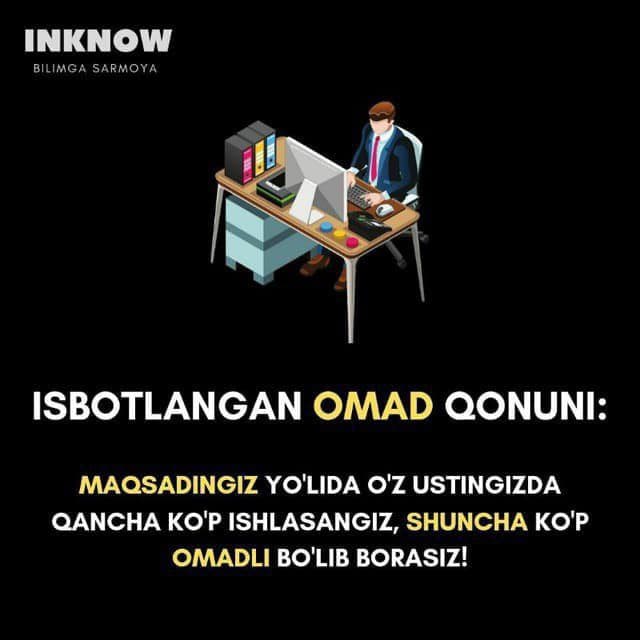 INKNOW
BILIMGA SARMOYA
ISBOTLANGAN OMAD QONUNI:
MAQSADINGIZ YO'LIDA O'Z USTINGIZDA
QANCHA KO'P ISHLASANGIZ, SHUNCHA KO'P
OMADLI BO'LIB BORASIZ!